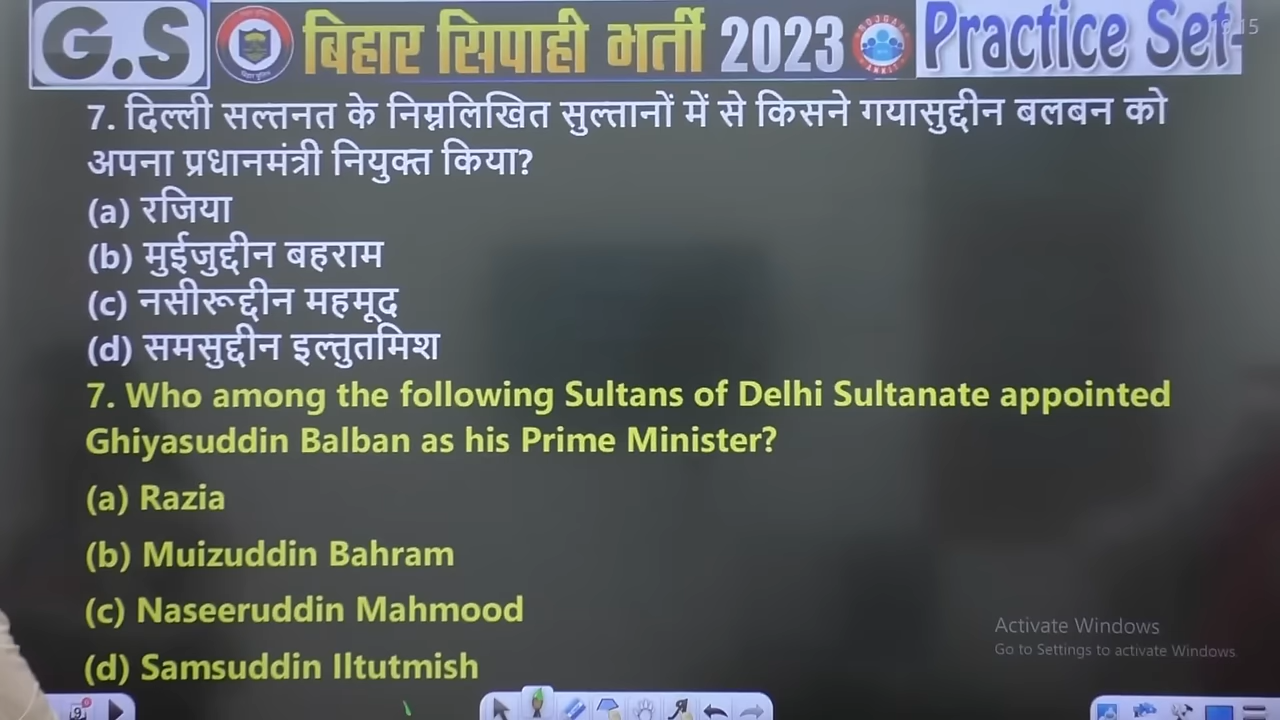 G.S
बिहार सिपाही भर्ती 2023
Practice Set-
7. दिल्ली सल्तनत के निम्नलिखित सुल्तानों में से किसने गयासुद्दीन बलबन को
अपना प्रधानमंत्री नियुक्त किया?
(a) रजिया
(b) मुईजुद्दीन बहराम
(c) नसीरूद्दीन महमूद
(d) समसुद्दीन इल्तुतमिश
7. Who among the following Sultans of Delhi Sultanate appointed
Ghiyasuddin Balban as his Prime Minister?
(a) Razia
(b) Muizuddin Bahram
(c) Naseeruddin Mahmood
(d) Samsuddin Iltutmish
Activate Windows
Go to Settings to activate Windows.